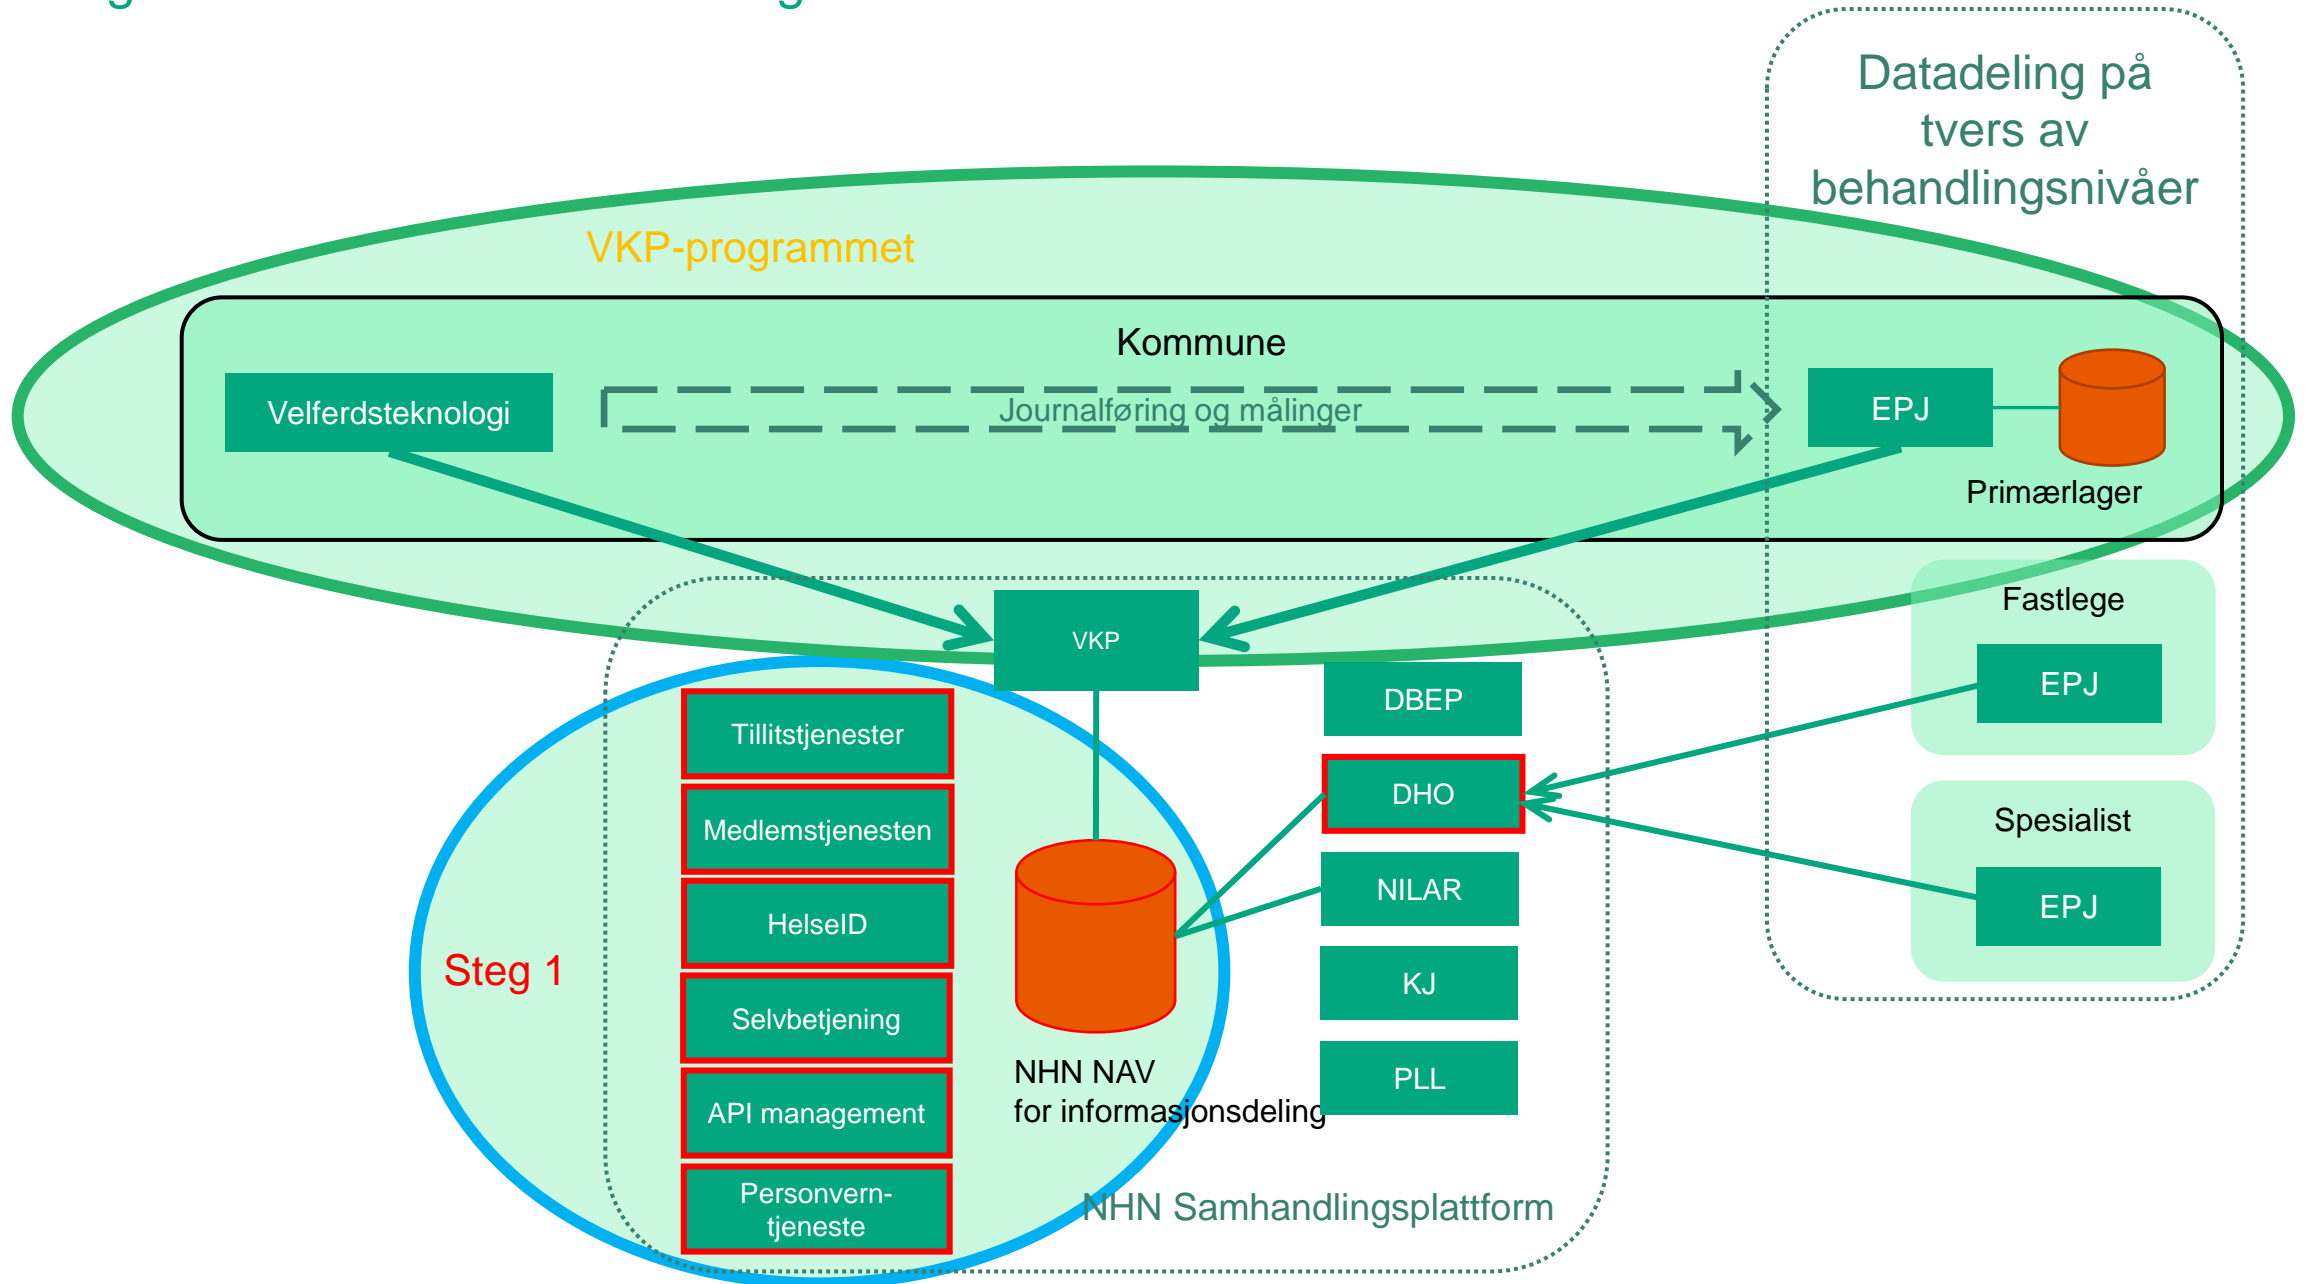 Datadeling på
tvers av
behandlingsnivåer
VKP-programmet
Kommune
Velferdsteknologi
Journalføring og målinger
EPJ
Primærlager
Fastlege
EPJ
VKP
DBEP
Tillitstjenester
DHO
Medlemstjenesten
Spesialist
NILAR
EPJ
HelseID
Steg 1
KJ
Selvbetjening
NHN NAV
for informasjonsdeling
PLL
API management
Personvern-
tjeneste
NHN Samhandlingsplattform